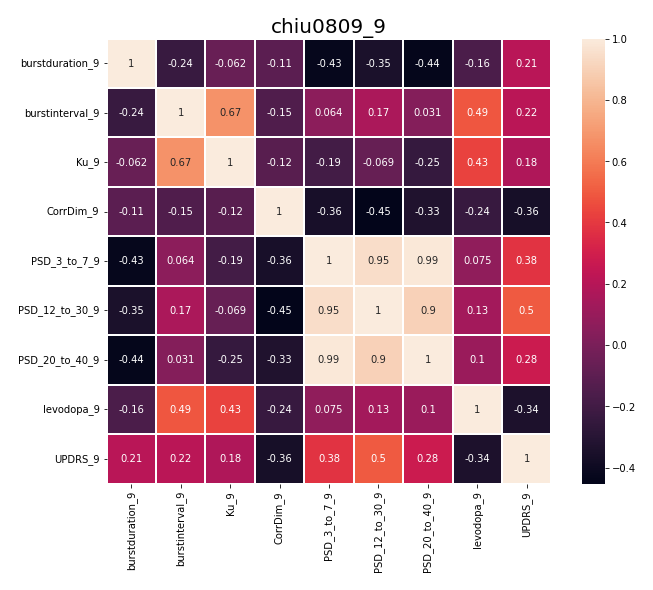 chiu0809_9
burstduration_9 1 -0.24 -0.062 -0.11 -0.43 -0.35 -0.44 -0.16 0.21
burstinterval_9 -0.24 1 0.67 -0.15 0.064 0.17 0.031 0.49 0.22
Ku_9 -0.062 0.67 1 -0.12 -0.19 -0.069 -0.25 0.43 0.18
CorrDim_9 -0.11 -0.15 -0.12 1 -0.36 -0.45 -0.33 -0.24 -0.36
PSD_3_to_7_9 -0.43 0.064 -0.19 -0.36 1 0.95 0.99 0.075 0.38
PSD_12_to_30_9 -0.35 0.17 -0.069 -0.45 0.95 1 0.9 0.13 0.5
PSD_20_to_40_9 -0.44 0.031 -0.25 -0.33 0.99 0.9 1 0.1 0.28
levodopa_9 -0.16 0.49 0.43 -0.24 0.075 0.13 0.1 1 -0.34
UPDRS_9 0.21 0.22 0.18 -0.36 0.38 0.5 0.28 -0.34 1
burstduration_9
burstinterval_9
Ku_9
CorrDim_9
PSD_3_to_7_9
PSD_12_to_30_9
PSD_20_to_40_9
levodopa_9
UPDRS_9
1.0
0.8
0.6
0.4
0.2
0.0
−0.2
−0.4